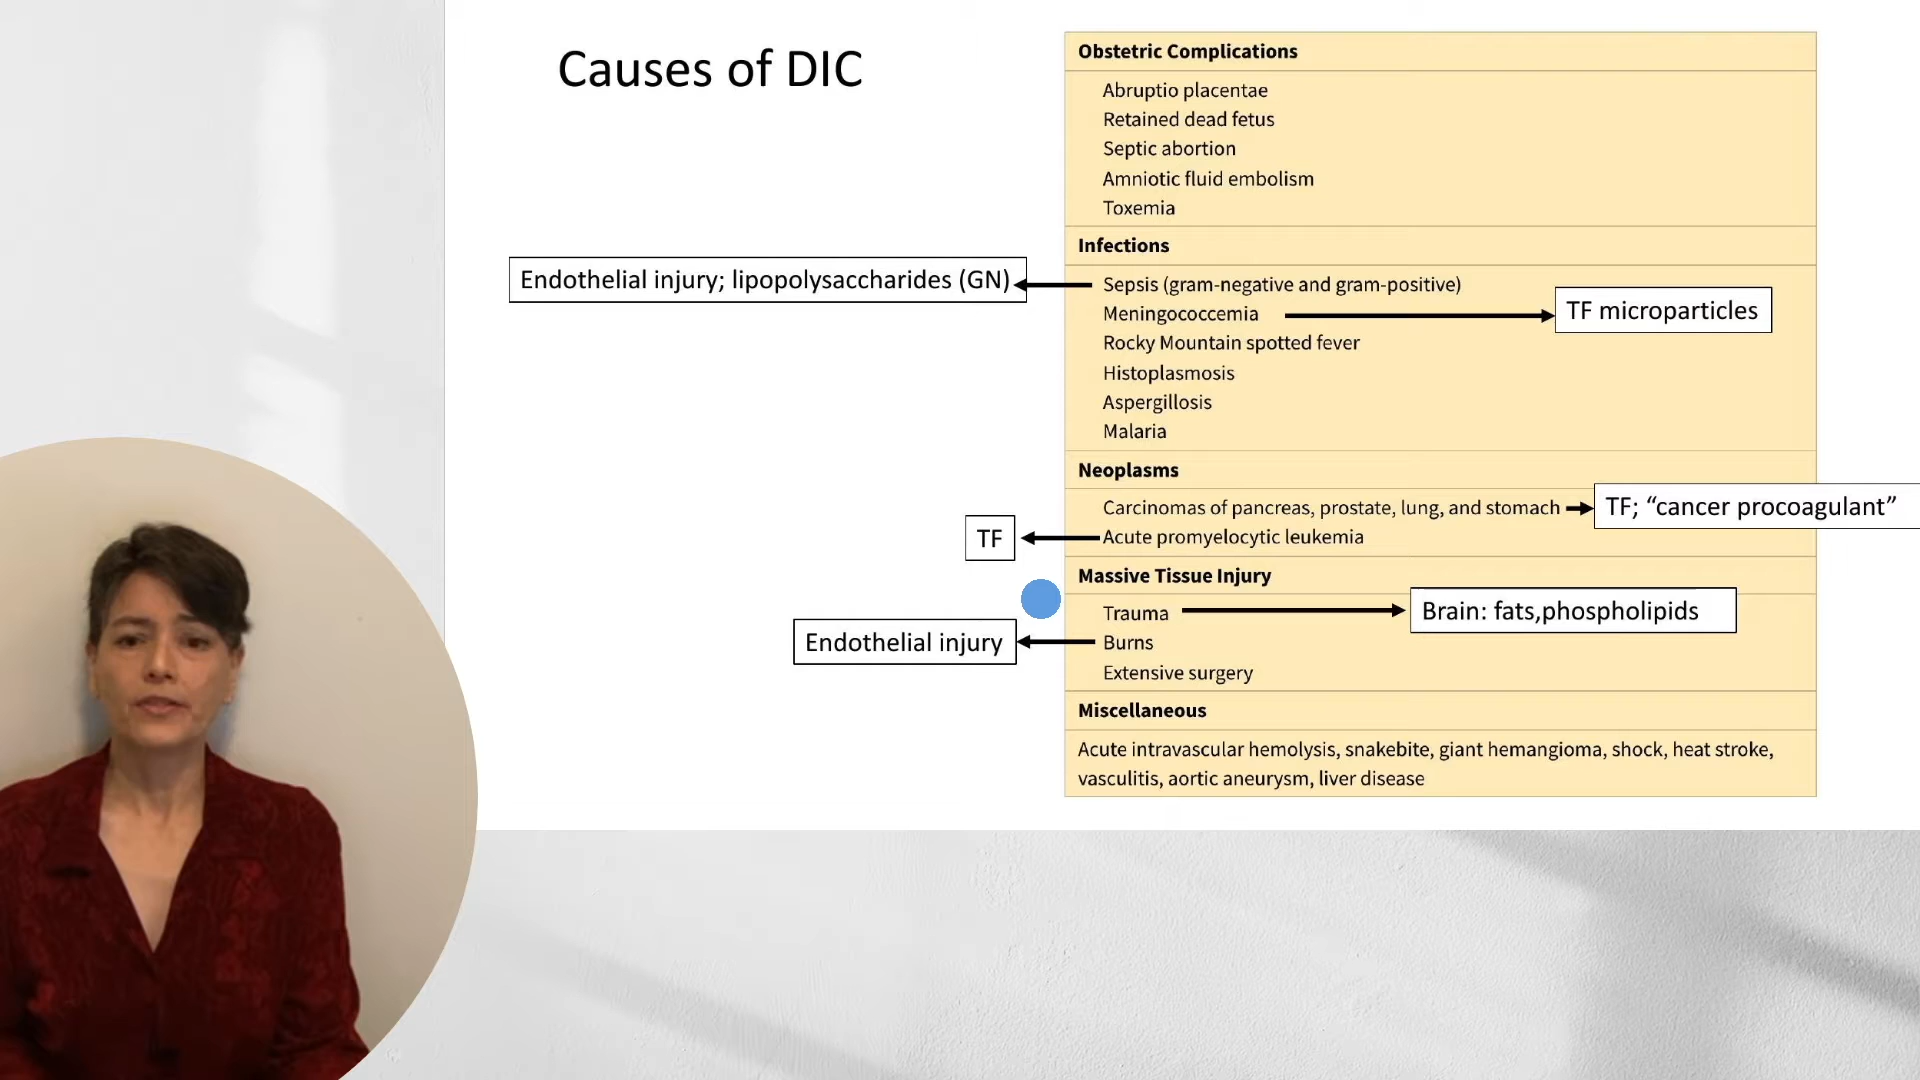 Causes of DIC
Obstetric Complications
Abruptio placentae
Retained dead fetus
Septic abortion
Amniotic fluid embolism
Toxemia
Infections
Endothelial injury; lipopolysaccharides (GN)
Sepsis (gram-negative and gram-positive)
Meningococcemia
TF microparticles
Rocky Mountain spotted fever
Histoplasmosis
Aspergillosis
Malaria
Neoplasms
Carcinomas of pancreas, prostate, lung, and stomach
TF; “cancer procoagulant”
TF
Acute promyelocytic leukemia
Massive Tissue Injury
Trauma
Brain: fats,phospholipids
Endothelial injury
Burns
Extensive surgery
Miscellaneous
Acute intravascular hemolysis, snakebite, giant hemangioma, shock, heat stroke,
vasculitis, aortic aneurysm, liver disease